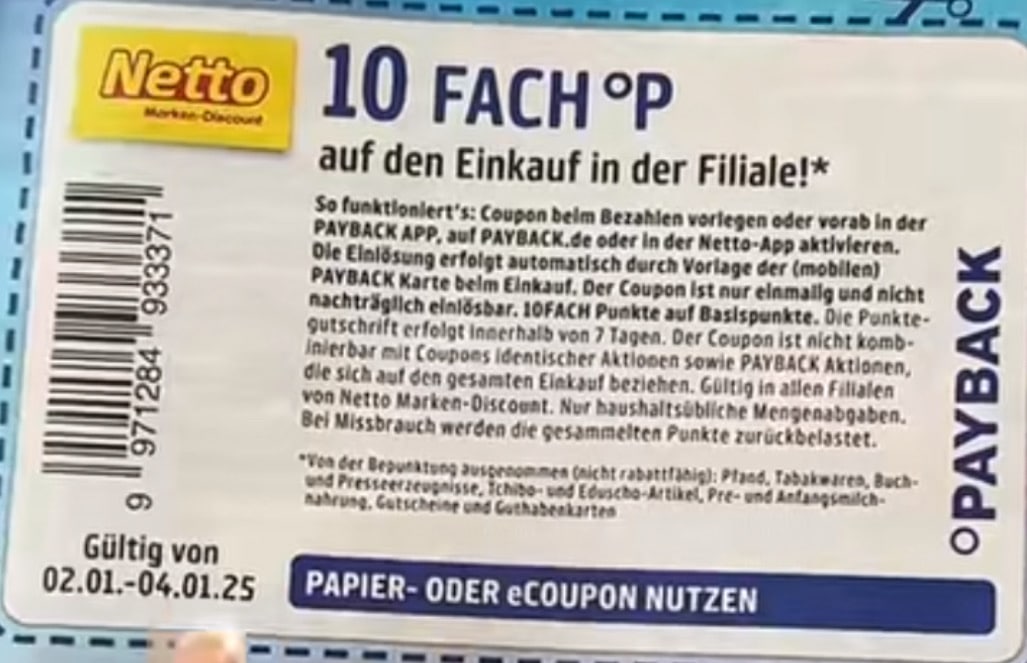 Netto
Marken-Discount
10 FACH °P
auf den Einkauf in der Filiale!*
So funktioniert's: Coupon beim Bezahlen vorlegen oder vorab in der
PAYBACK APP, auf PAYBACK.de oder in der Netto-App aktivieren.
Die Einlösung erfolgt automatisch durch Vorlage der (mobilen)
PAYBACK Karte beim Einkauf. Der Coupon ist nur einmalig und nicht
nachträglich einlösbar. 10FACH Punkte auf Basispunkte. Die Punkte-
gutschrift erfolgt innerhalb von 7 Tagen. Der Coupon ist nicht komb-
inierbar mit Coupons identischer Aktionen sowie PAYBACK Aktionen,
die sich auf den gesamten Einkauf beziehen. Gültig in allen Filialen
von Netto Marken-Discount. Nur haushaltsübliche Mengenabgaben.
Bei Missbrauch werden die gesammelten Punkte zurückbelastet.
*Von der Bepunktung ausgenommen (nicht rabattfähig): Pfand, Tabakwaren, Buch-
und Presseerzeugnisse, Tchibo- und Eduscho-Artikel, Pre- und Anfangsmilch-
nahrung, Gutscheine und Guthabenkarten
9 971284 933371
Gültig von
02.01.-04.01.25
PAPIER- ODER eCOUPON NUTZEN
°PAYBACK